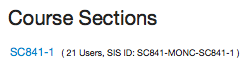 Course Sections
SC841-1 ( 21 Users, SIS ID: SC841-MONC-SC841-1 )